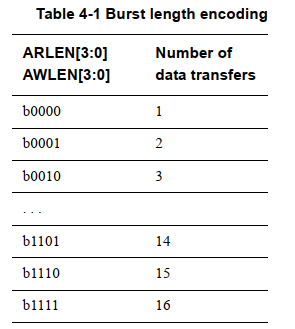 Table 4-1 Burst length encoding
ARLEN[3:0] Number of
AWLEN[3:0] data transfers
b0000 1
b0001 2
b0010 3
. . .
b1101 14
b1110 15
b1111 16